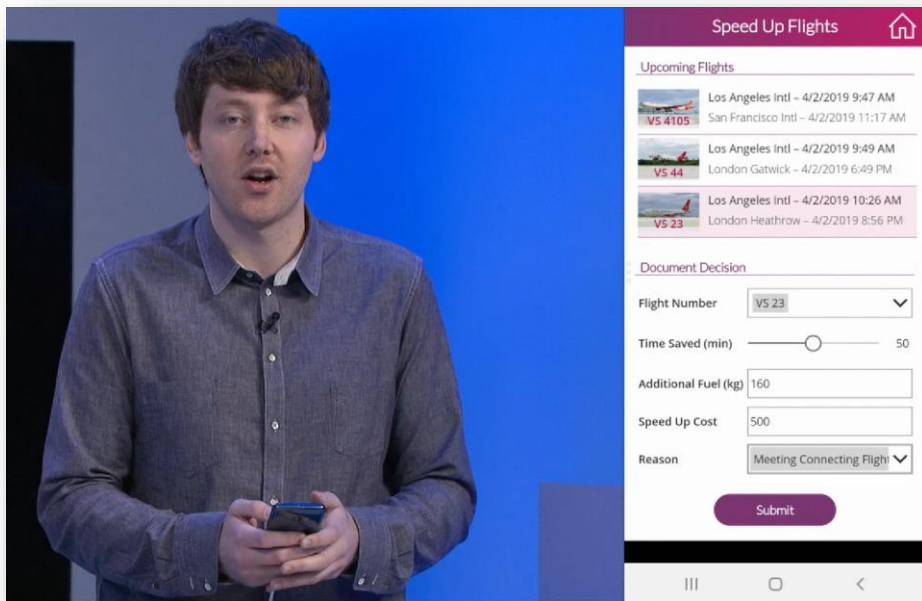 Speed Up Flights
Upcoming Flights
VS 4105
Los Angeles Intl – 4/2/2019 9:47 AM
San Francisco Intl – 4/2/2019 11:17 AM
VS 44
Los Angeles Intl – 4/2/2019 9:49 AM
London Gatwick – 4/2/2019 6:49 PM
VS 23
Los Angeles Intl – 4/2/2019 10:26 AM
London Heathrow – 4/2/2019 8:56 PM
Document Decision
Flight Number VS 23
Time Saved (min) 50
Additional Fuel (kg) 160
Speed Up Cost 500
Reason Meeting Connecting Flight
Submit